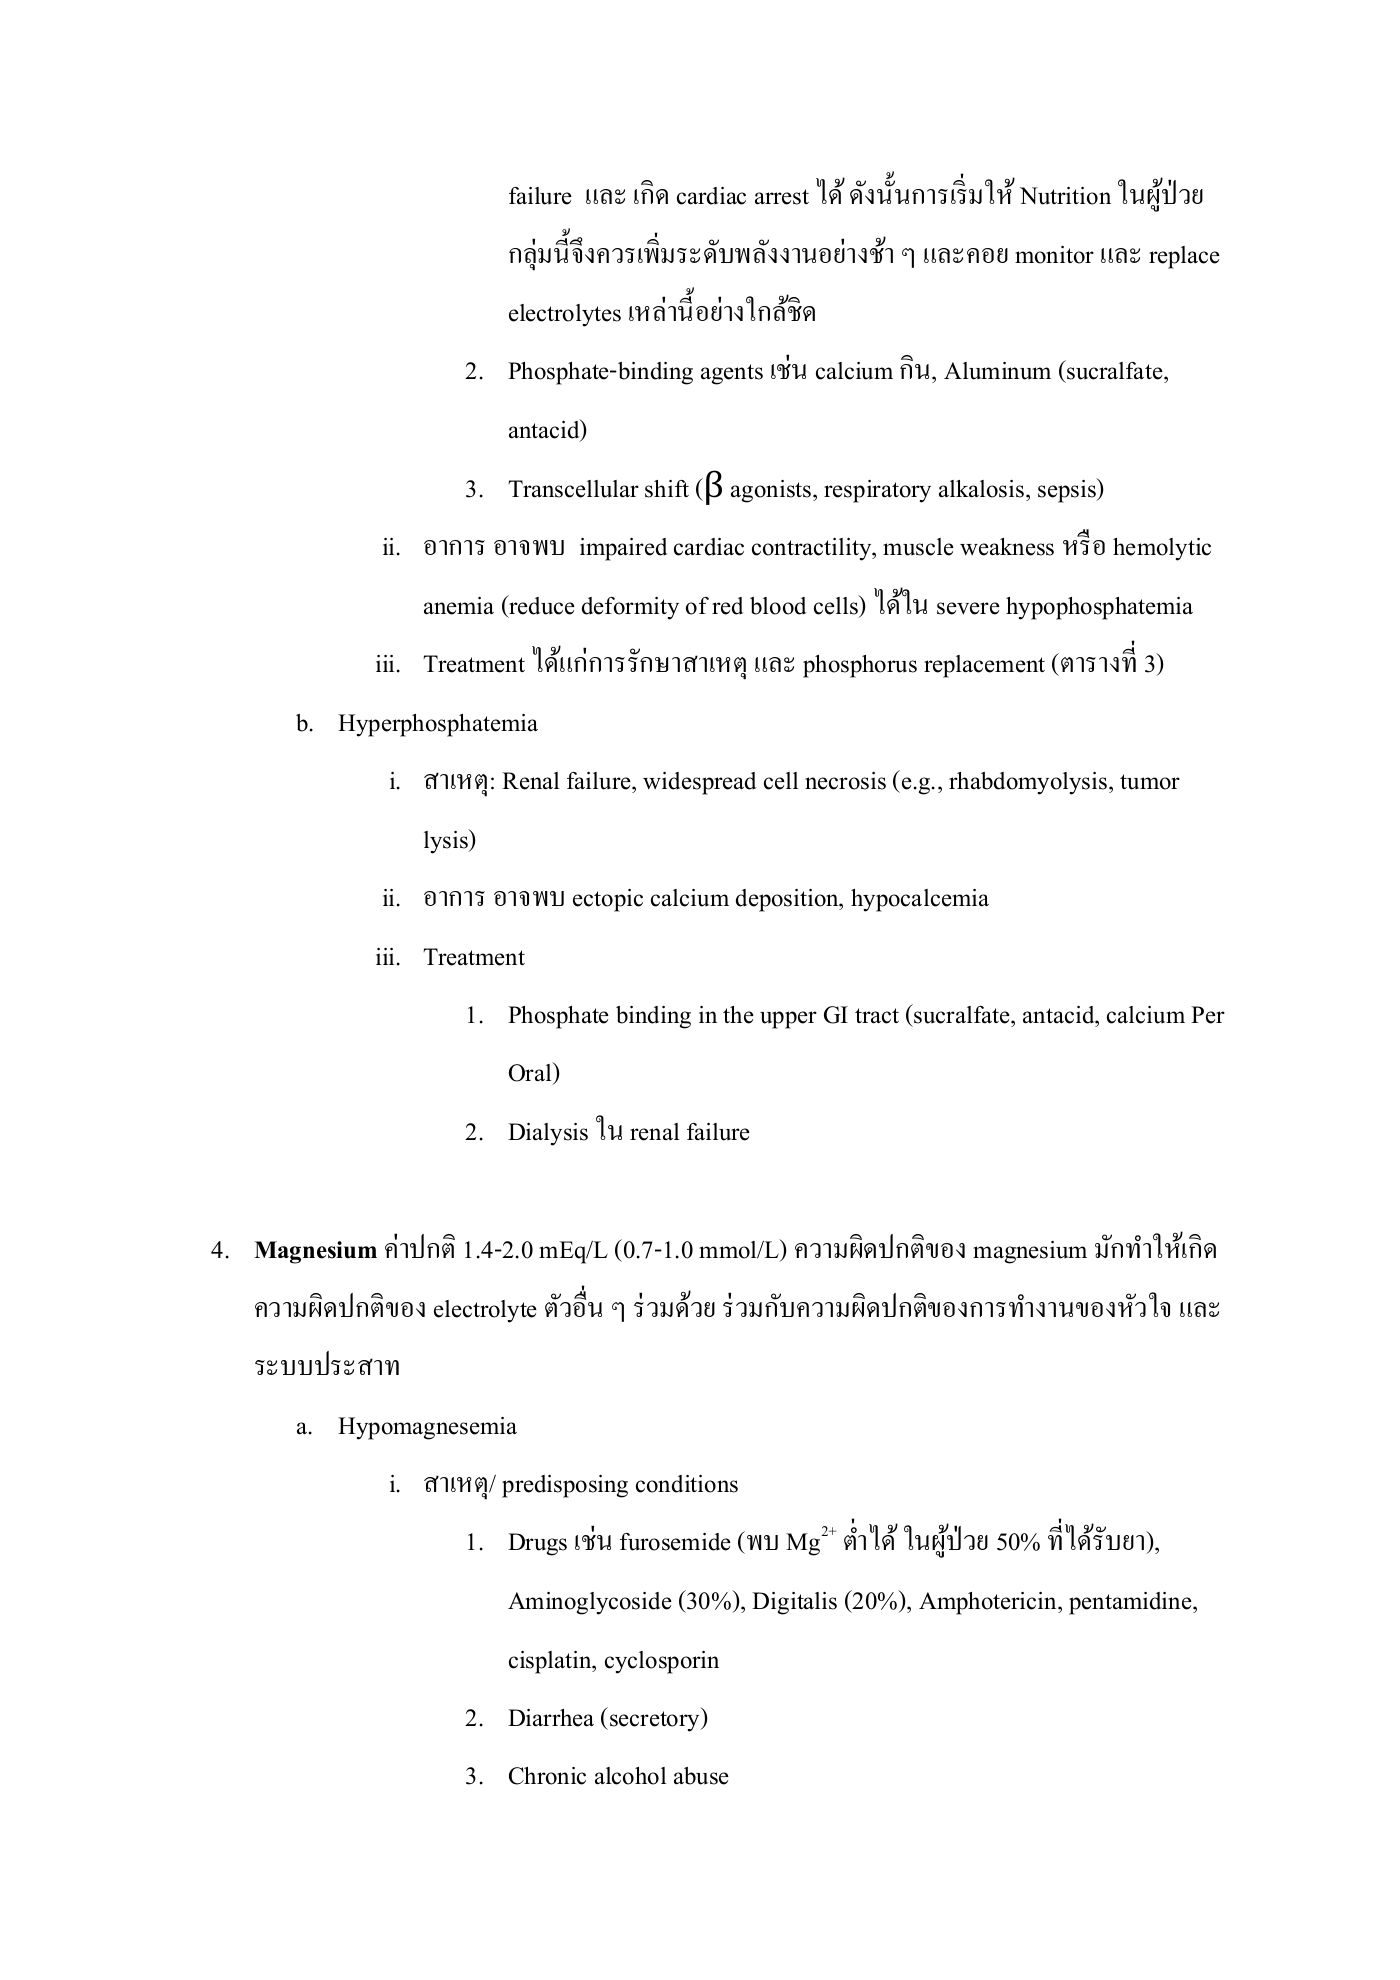 failure และ เกิด cardiac arrest ได้ ดังนั้นการเริ่มให้ Nutrition ในผู้ป่วย
กลุ่มนี้จึงควรเพิ่มระดับพลังงานอย่างช้า ๆ และคอย monitor และ replace
electrolytes เหล่านี้อย่างใกล้ชิด
2. Phosphate-binding agents เช่น calcium กิน, Aluminum (sucralfate,
antacid)
3. Transcellular shift (β agonists, respiratory alkalosis, sepsis)
ii. อาการ อาจพบ impaired cardiac contractility, muscle weakness หรือ hemolytic
anemia (reduce deformity of red blood cells) ได้ใน severe hypophosphatemia
iii. Treatment ได้แก่การรักษาสาเหตุ และ phosphorus replacement (ตารางที่ 3)
b. Hyperphosphatemia
i. สาเหตุ: Renal failure, widespread cell necrosis (e.g., rhabdomyolysis, tumor
lysis)
ii. อาการ อาจพบ ectopic calcium deposition, hypocalcemia
iii. Treatment
1. Phosphate binding in the upper GI tract (sucralfate, antacid, calcium Per
Oral)
2. Dialysis ใน renal failure
4. Magnesium ค่าปกติ 1.4-2.0 mEq/L (0.7-1.0 mmol/L) ความผิดปกติของ magnesium มักทำให้เกิด
ความผิดปกติของ electrolyte ตัวอื่น ๆ ร่วมด้วย ร่วมกับความผิดปกติของการทำงานของหัวใจ และ
ระบบประสาท
a. Hypomagnesemia
i. สาเหตุ/ predisposing conditions
1. Drugs เช่น furosemide (พบ Mg²⁺ ต่ำได้ ในผู้ป่วย 50% ที่ได้รับยา),
Aminoglycoside (30%), Digitalis (20%), Amphotericin, pentamidine,
cisplatin, cyclosporin
2. Diarrhea (secretory)
3. Chronic alcohol abuse